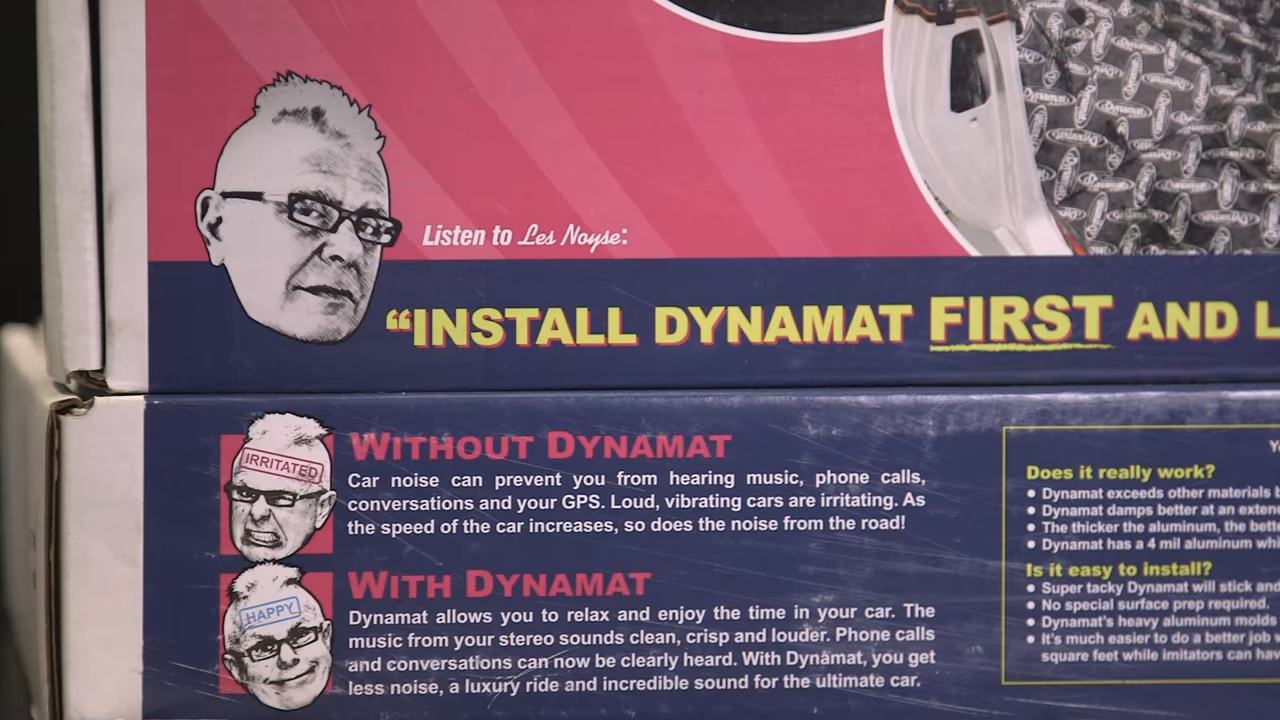 Dynamat
Listen to Les Noyse:
“INSTALL DYNAMAT FIRST AND L
IRRITATED
WITHOUT DYNAMAT
Car noise can prevent you from hearing music, phone calls,
conversations and your GPS. Loud, vibrating cars are irritating. As
the speed of the car increases, so does the noise from the road!
HAPPY
WITH DYNAMAT
Dynamat allows you to relax and enjoy the time in your car. The
music from your stereo sounds clean, crisp and louder. Phone calls
and conversations can now be clearly heard. With Dynamat, you get
less noise, a luxury ride and incredible sound for the ultimate car.
Does it really work?
• Dynamat exceeds other materials
• Dynamat damps better at an exten
• The thicker the aluminum, the bett
• Dynamat has a 4 mil aluminum whi
Is it easy to install?
• Super tacky Dynamat will stick and
• No special surface prep required.
• Dynamat's heavy aluminum molds
• It's much easier to do a better job w
square feet while imitators can hav